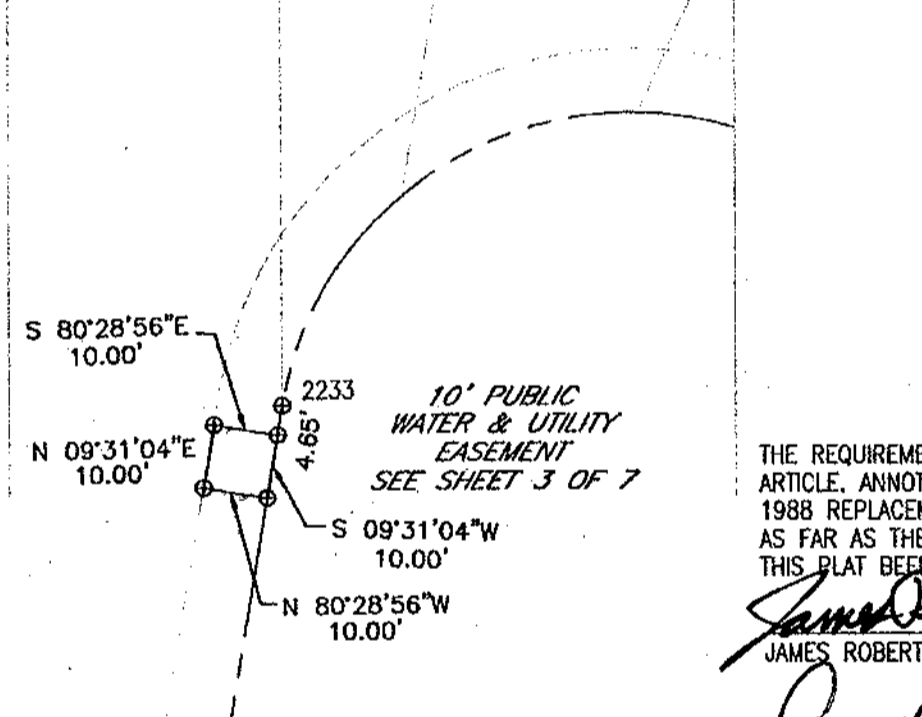 S 80°28'56"E
10.00'
2233
4.65'
10' PUBLIC
WATER & UTILITY
EASEMENT
SEE SHEET 3 OF 7
N 09°31'04"E
10.00'
S 09°31'04"W
10.00'
N 80°28'56"W
10.00'
THE REQUIREME
ARTICLE, ANNOT
1988 REPLACEM
AS FAR AS THE
THIS PLAT BEE
James
JAMES ROBERT